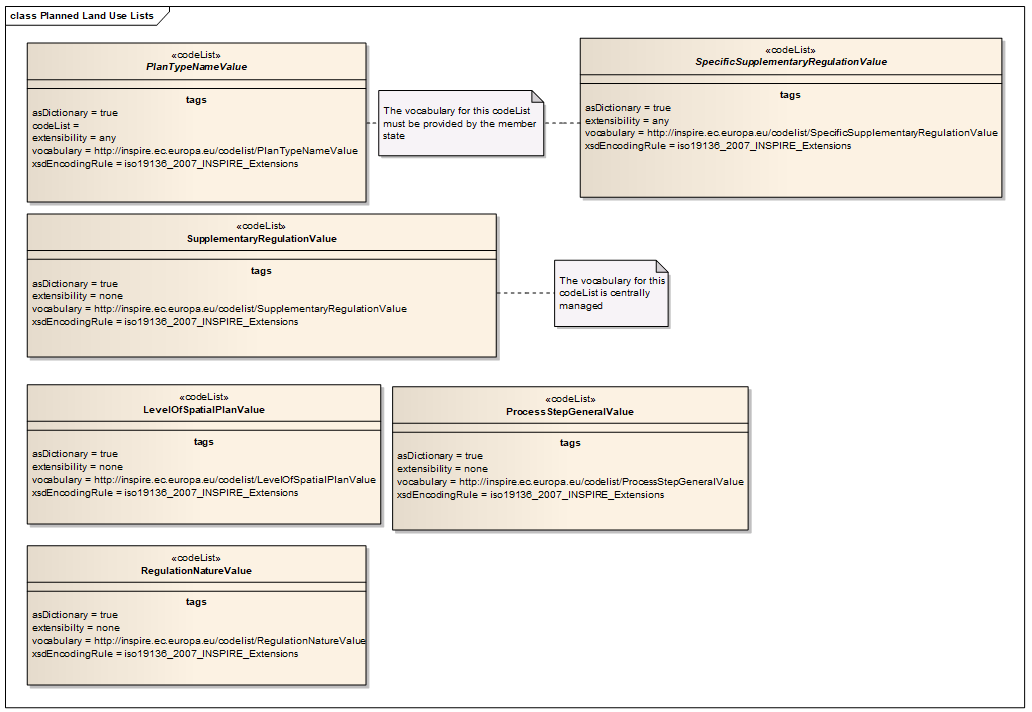 class Planned Land Use Lists
«codeList»
PlanTypeNameValue
tags
asDictionary = true
codeList =
extensibility = any
vocabulary = http://inspire.ec.europa.eu/codelist/PlanTypeNameValue
xsdEncodingRule = iso19136_2007_INSPIRE_Extensions
The vocabulary for this codeList
must be provided by the member
state
«codeList»
SpecificSupplementaryRegulationValue
tags
asDictionary = true
extensibility = any
vocabulary = http://inspire.ec.europa.eu/codelist/SpecificSupplementaryRegulationValue
xsdEncodingRule = iso19136_2007_INSPIRE_Extensions
«codeList»
SupplementaryRegulationValue
tags
asDictionary = true
extensibility = none
vocabulary = http://inspire.ec.europa.eu/codelist/SupplementaryRegulationValue
xsdEncodingRule = iso19136_2007_INSPIRE_Extensions
The vocabulary for this
codeList is centrally
managed
«codeList»
LevelOfSpatialPlanValue
tags
asDictionary = true
extensibility = none
vocabulary = http://inspire.ec.europa.eu/codelist/LevelOfSpatialPlanValue
xsdEncodingRule = iso19136_2007_INSPIRE_Extensions
«codeList»
ProcessStepGeneralValue
tags
asDictionary = true
extensibility = none
vocabulary = http://inspire.ec.europa.eu/codelist/ProcessStepGeneralValue
xsdEncodingRule = iso19136_2007_INSPIRE_Extensions
«codeList»
RegulationNatureValue
tags
asDictionary = true
extensibilty = none
vocabulary = http://inspire.ec.europa.eu/codelist/RegulationNatureValue
xsdEncodingRule = iso19136_2007_INSPIRE_Extensions